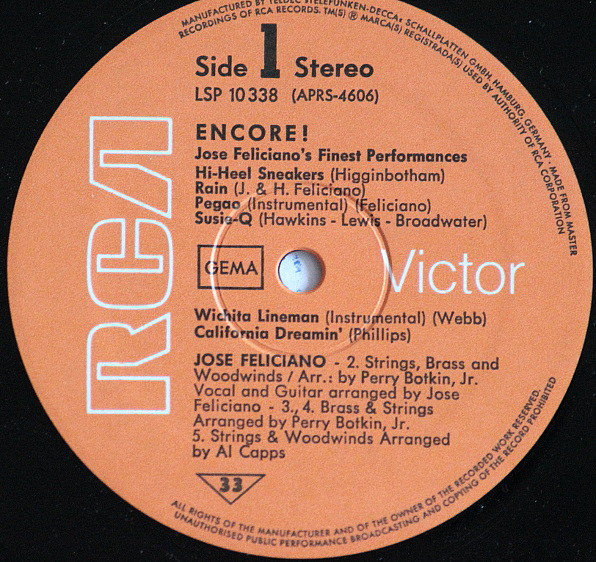 MANUFACTURED BY TELDEC »TELEFUNKEN-DECCA« SCHALLPLATTEN GMBH, HAMBURG, GERMANY · MADE FROM MASTER
RECORDINGS OF RCA RECORDS. TM(S) ® MARCA(S) REGISTRADA(S) USED BY AUTHORITY OF RCA CORPORATION
Side 1 Stereo
LSP 10338 (APRS-4606)
RCA
ENCORE!
Jose Feliciano's Finest Performances
Hi-Heel Sneakers (Higginbotham)
Rain (J. & H. Feliciano)
Pegao (Instrumental) (Feliciano)
Susie-Q (Hawkins - Lewis - Broadwater)
GEMA
Victor
Wichita Lineman (Instrumental) (Webb)
California Dreamin' (Phillips)
JOSE FELICIANO - 2. Strings, Brass and
Woodwinds / Arr.: by Perry Botkin, Jr.
Vocal and Guitar arranged by Jose
Feliciano - 3., 4. Brass & Strings
Arranged by Perry Botkin, Jr.
5. Strings & Woodwinds Arranged
by Al Capps
33
ALL RIGHTS OF THE MANUFACTURER AND OF THE OWNER OF THE RECORDED WORK RESERVED.
UNAUTHORISED PUBLIC PERFORMANCE BROADCASTING AND COPYING OF THE RECORD PROHIBITED